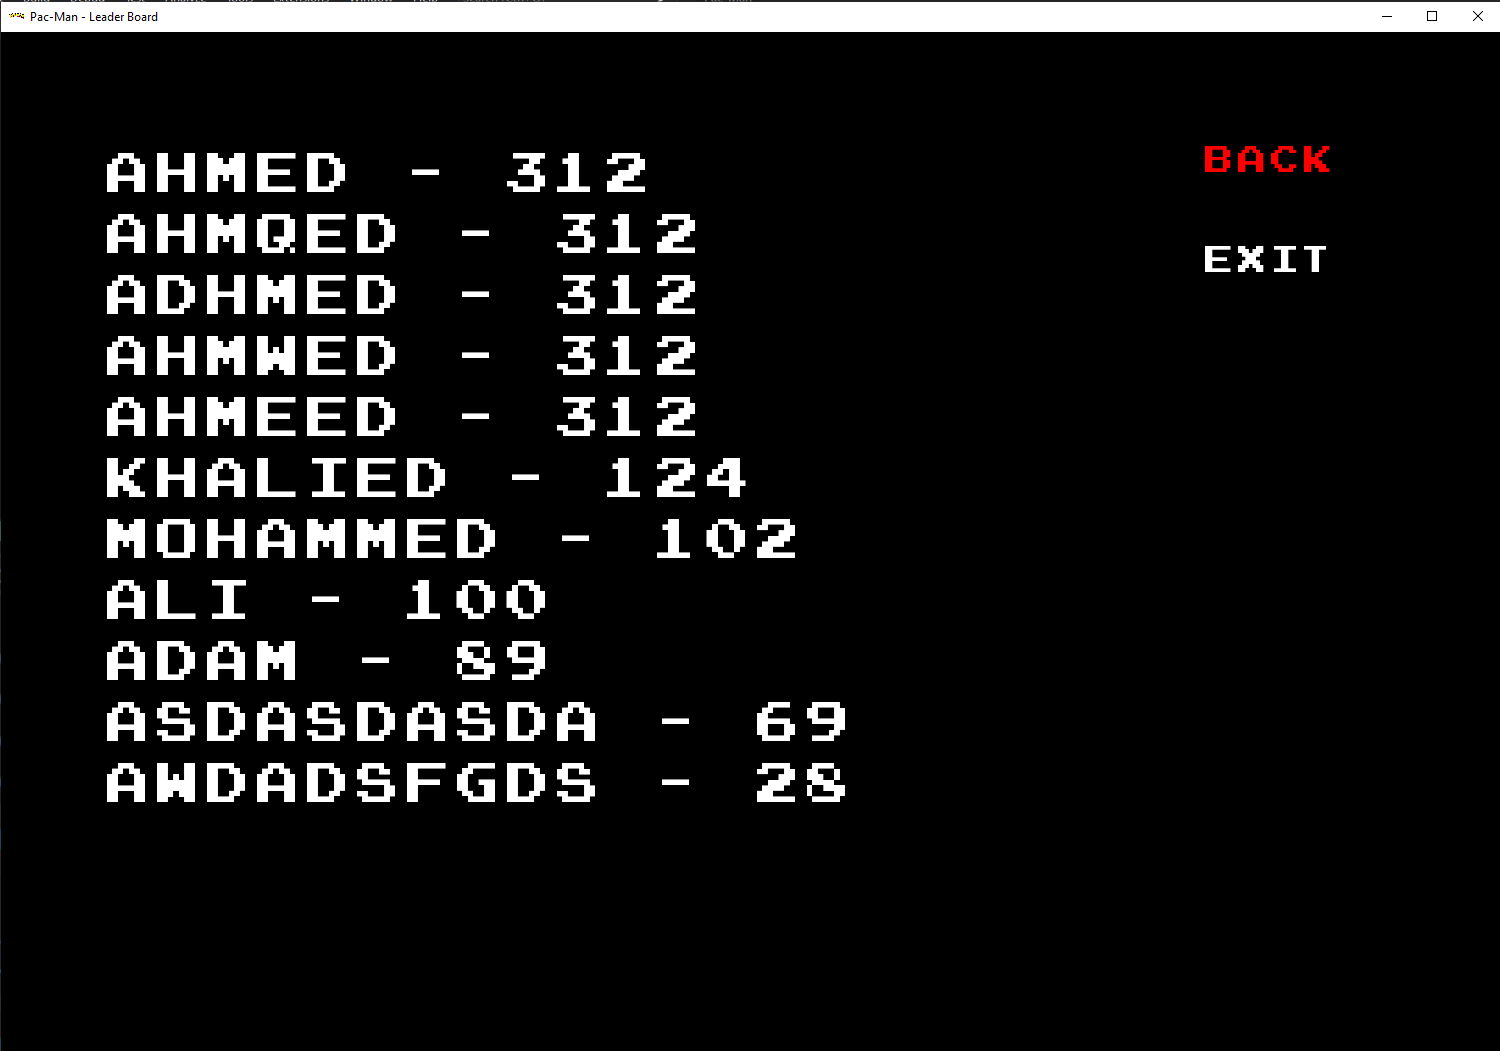 Pac-Man - Leader Board
AHMED - 312
AHMQED - 312
ADHMED - 312
AHMWED - 312
AHMEED - 312
KHALIED - 124
MOHAMMED - 102
ALI - 100
ADAM - 89
ASDASDASDA - 69
AWDADSFGDS - 28
BACK
EXIT